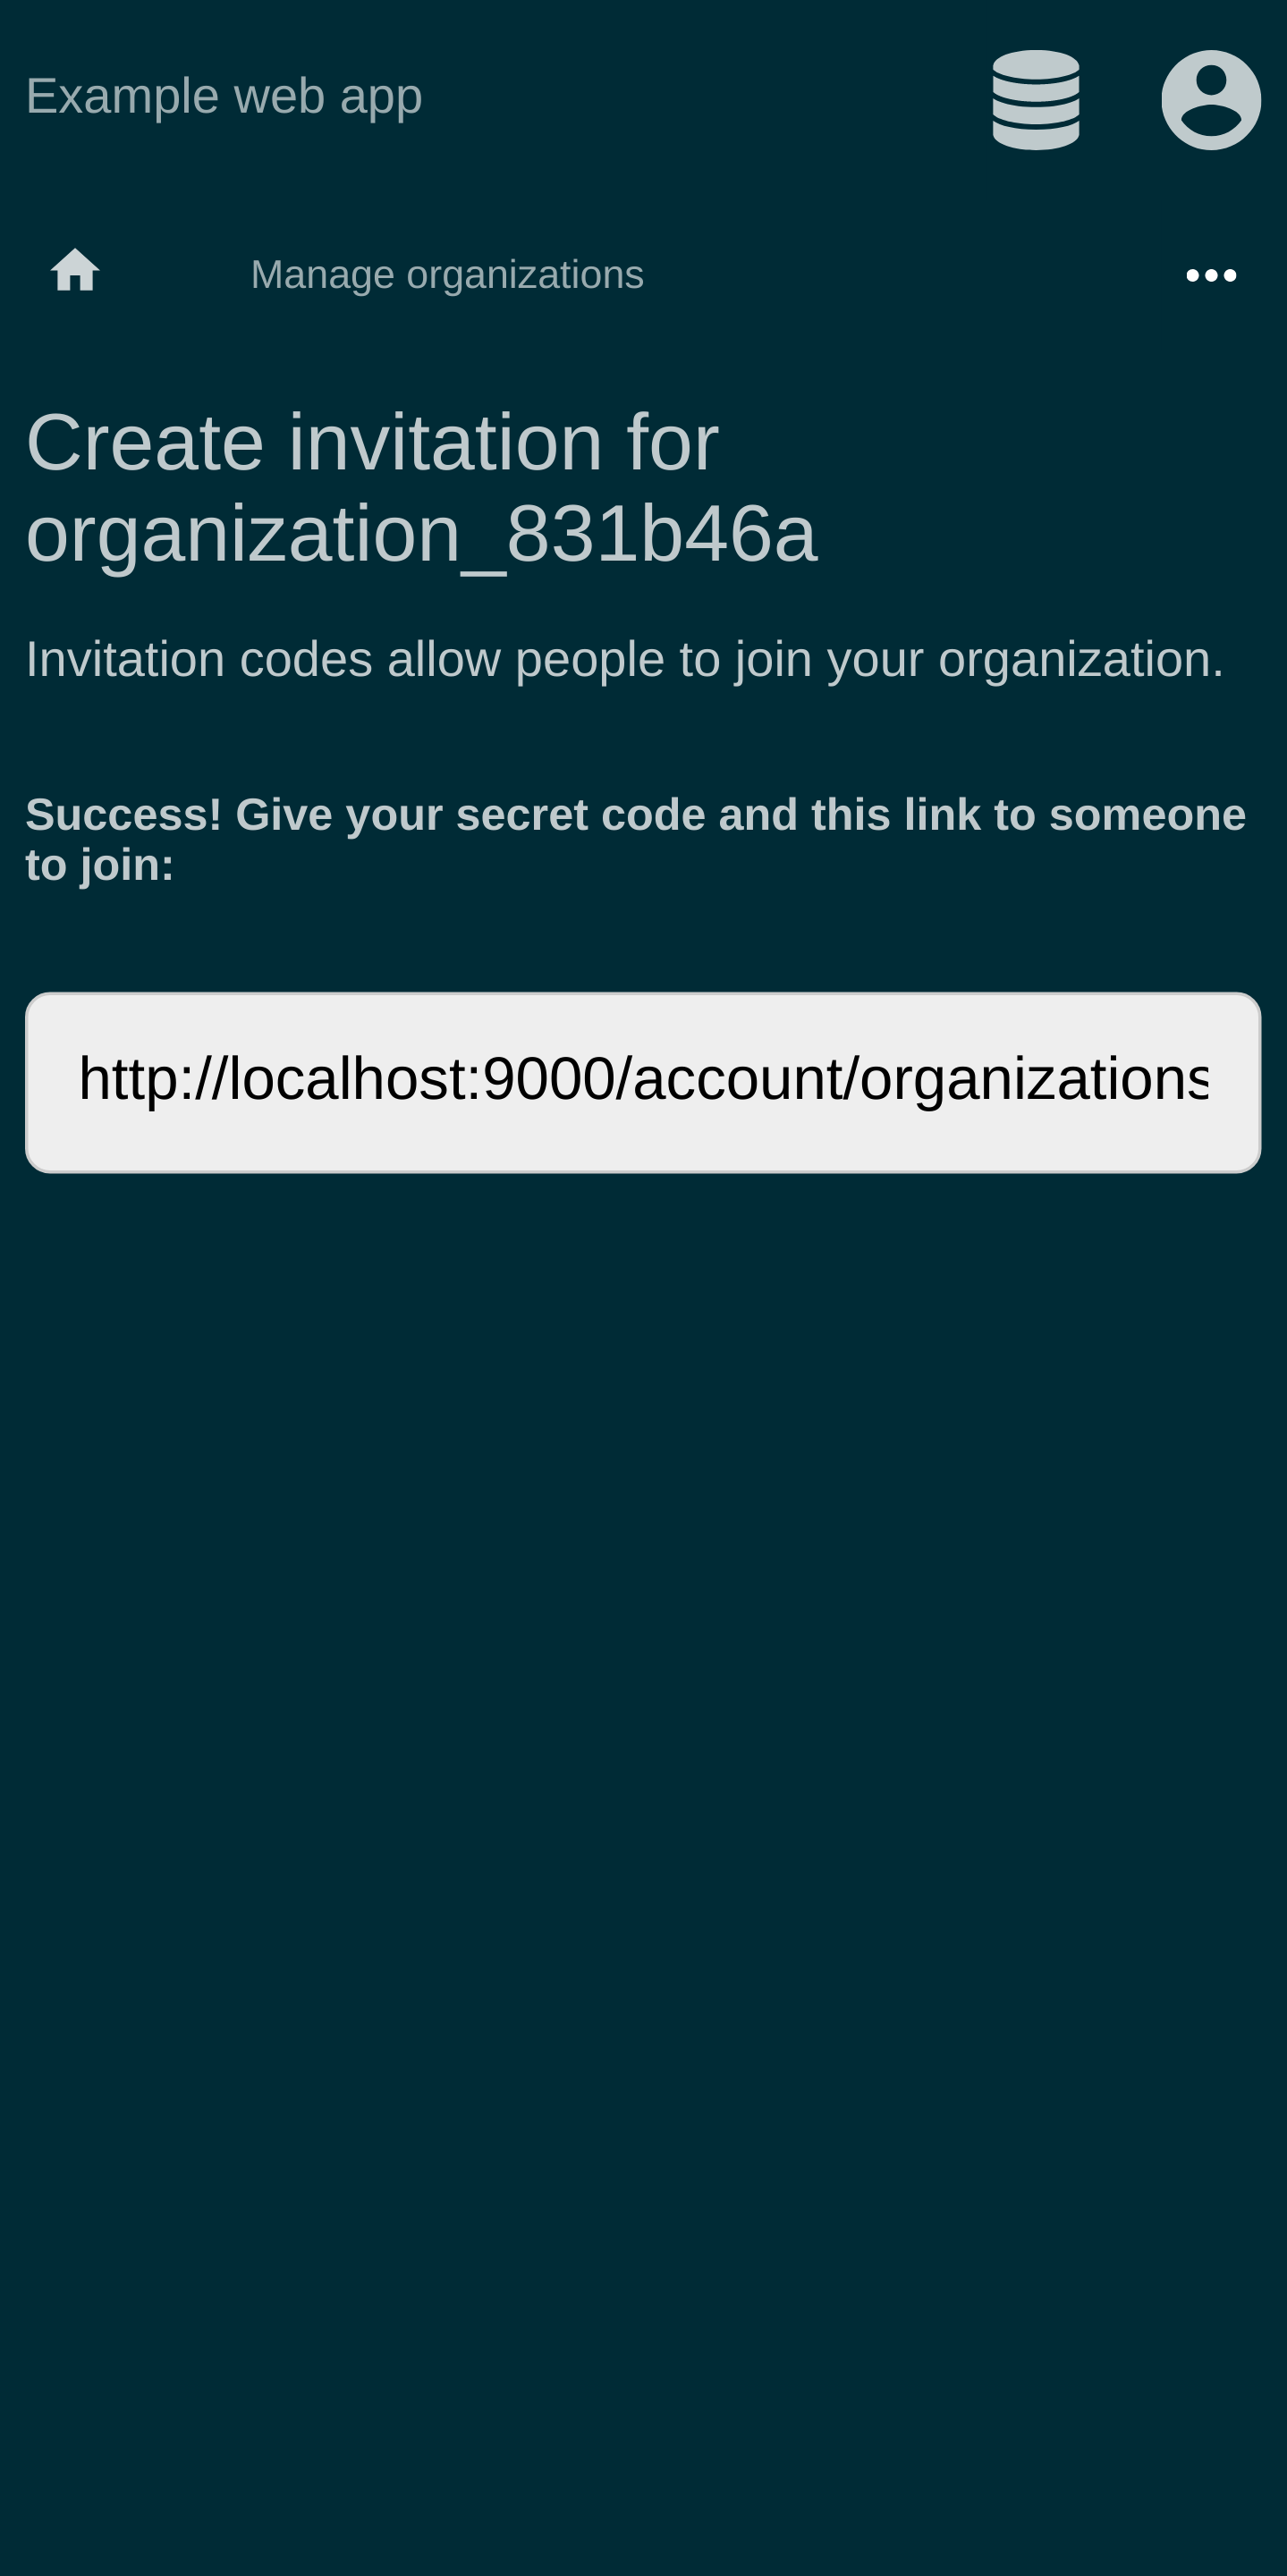 Example web app
Manage organizations
Create invitation for
organization_831b46a
Invitation codes allow people to join your organization.
Success! Give your secret code and this link to someone
to join:
http://localhost:9000/account/organizations